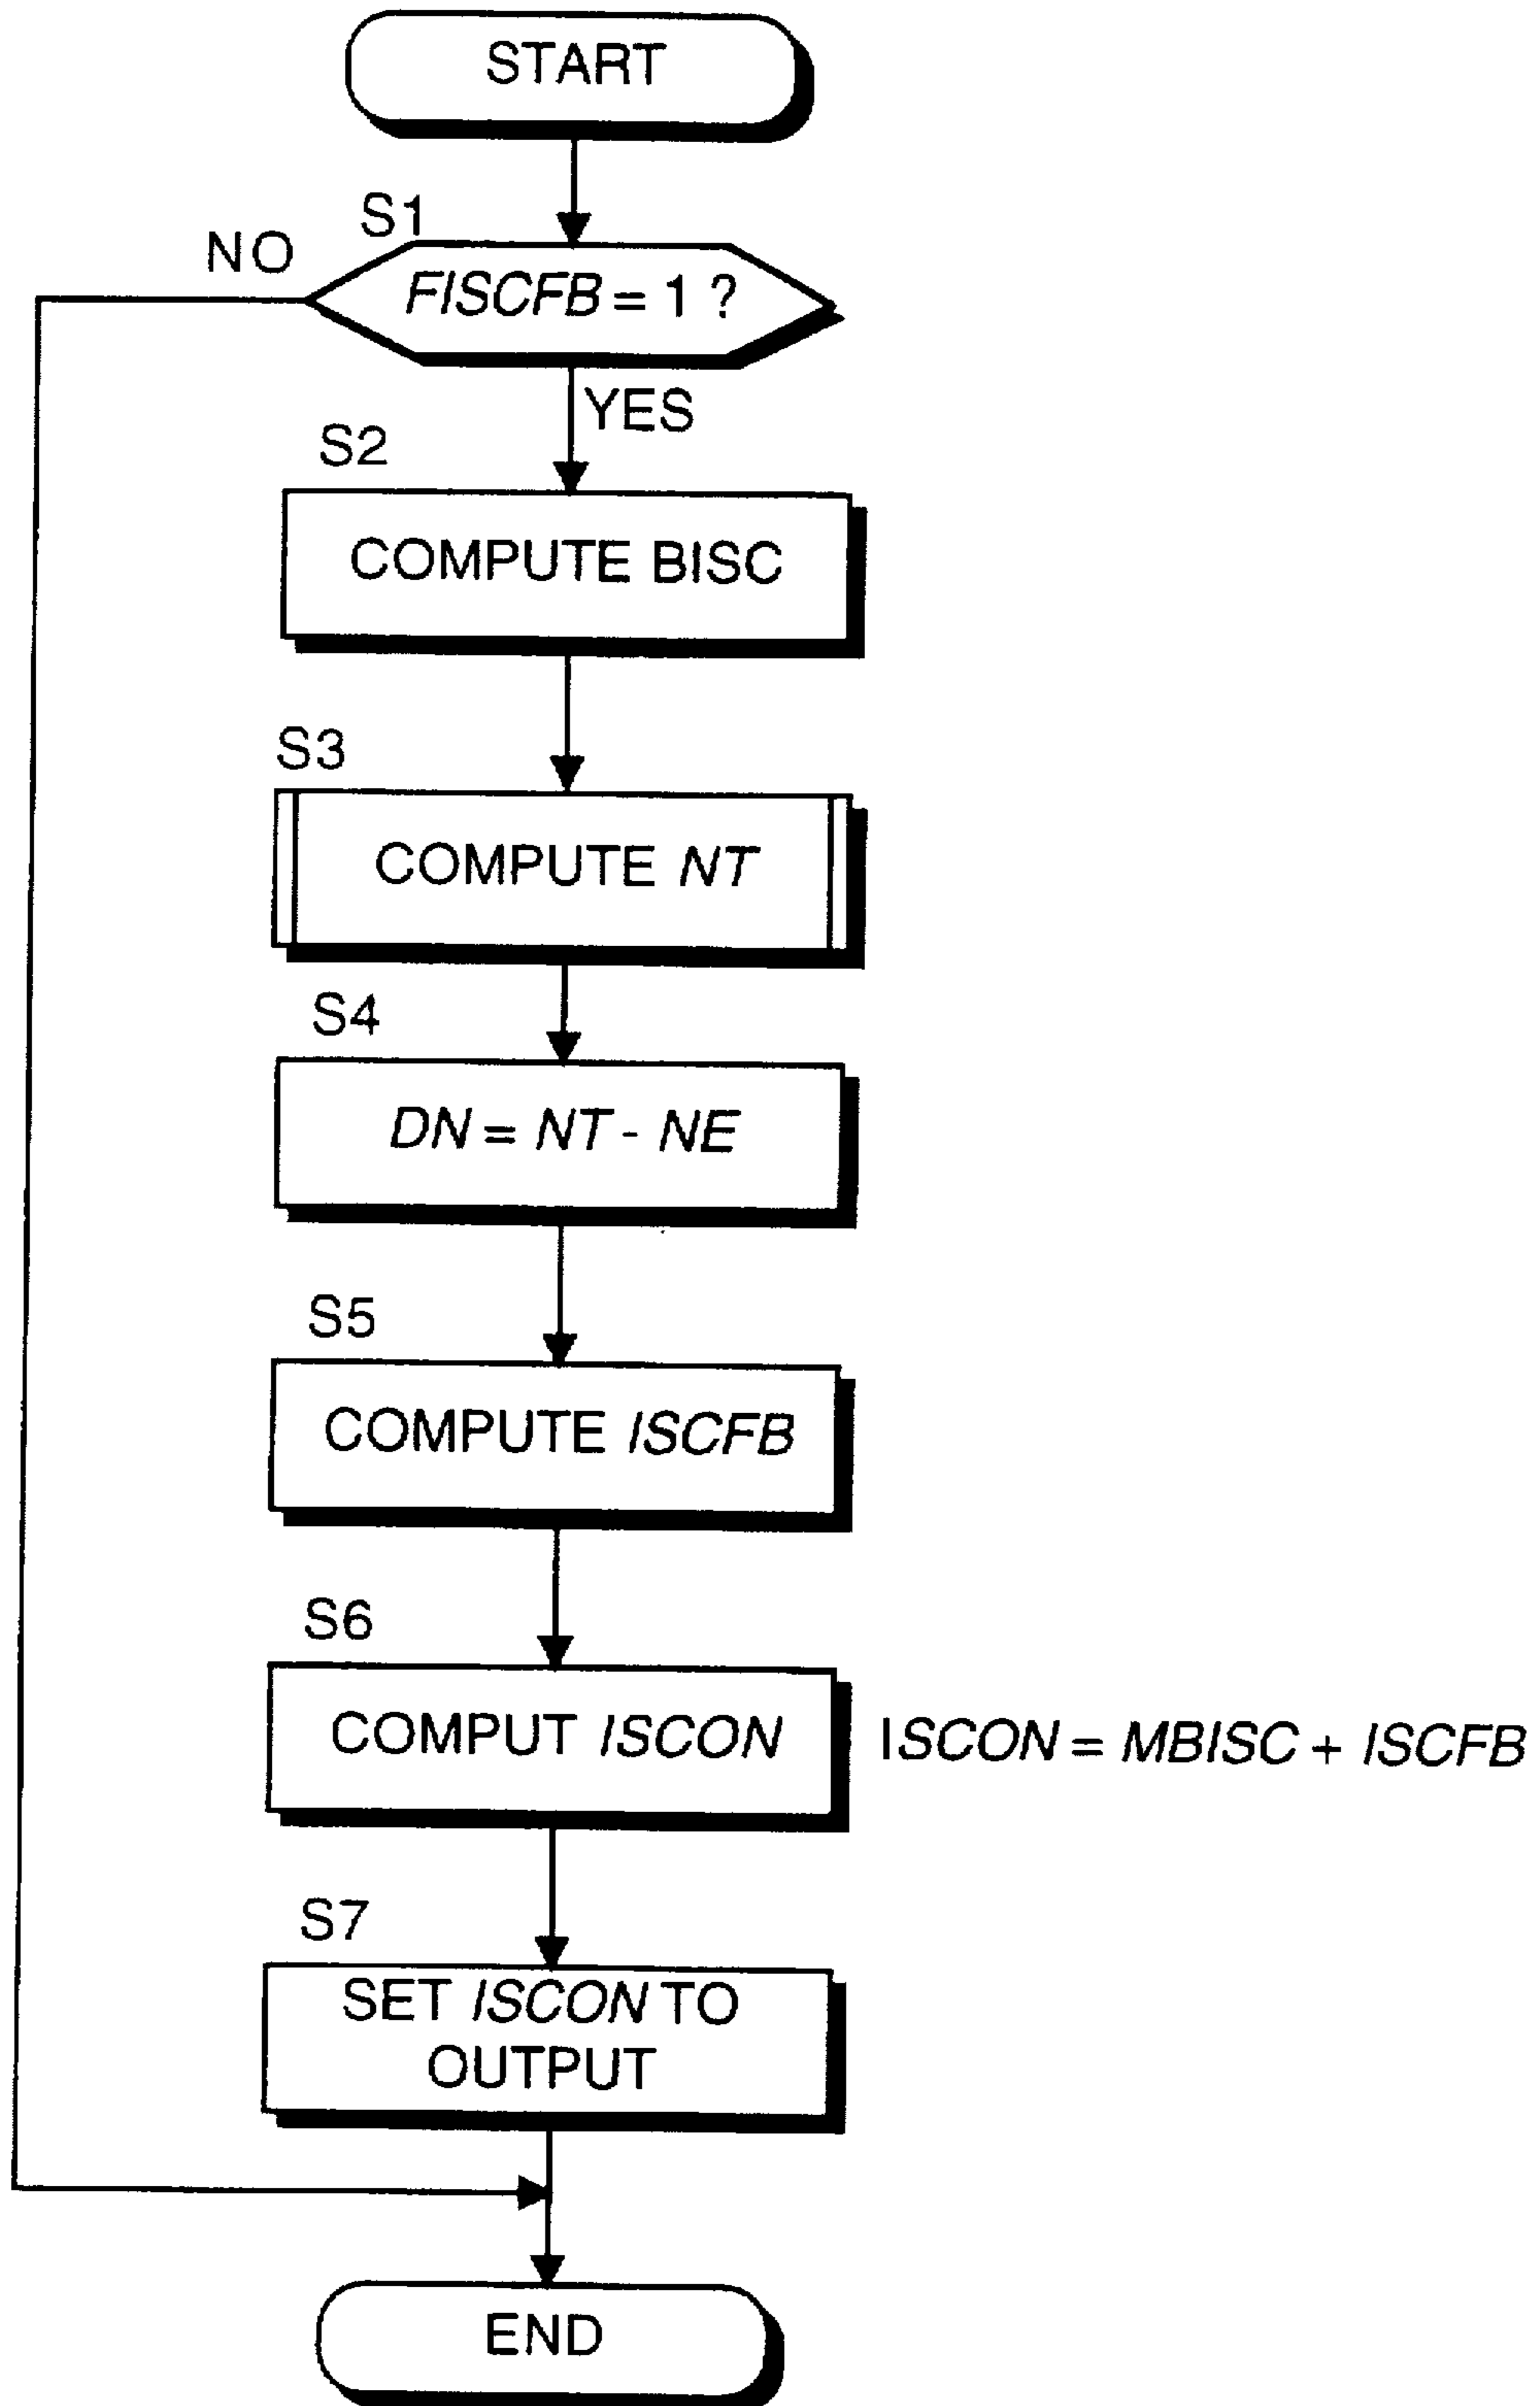 START
S1
NO
FISCFB = 1 ?
YES
S2
COMPUTE BISC
S3
COMPUTE NT
S4
DN = NT - NE
S5
COMPUTE ISCFB
S6
COMPUT ISCON
ISCON = MBISC + ISCFB
S7
SET ISCON TO
OUTPUT
END